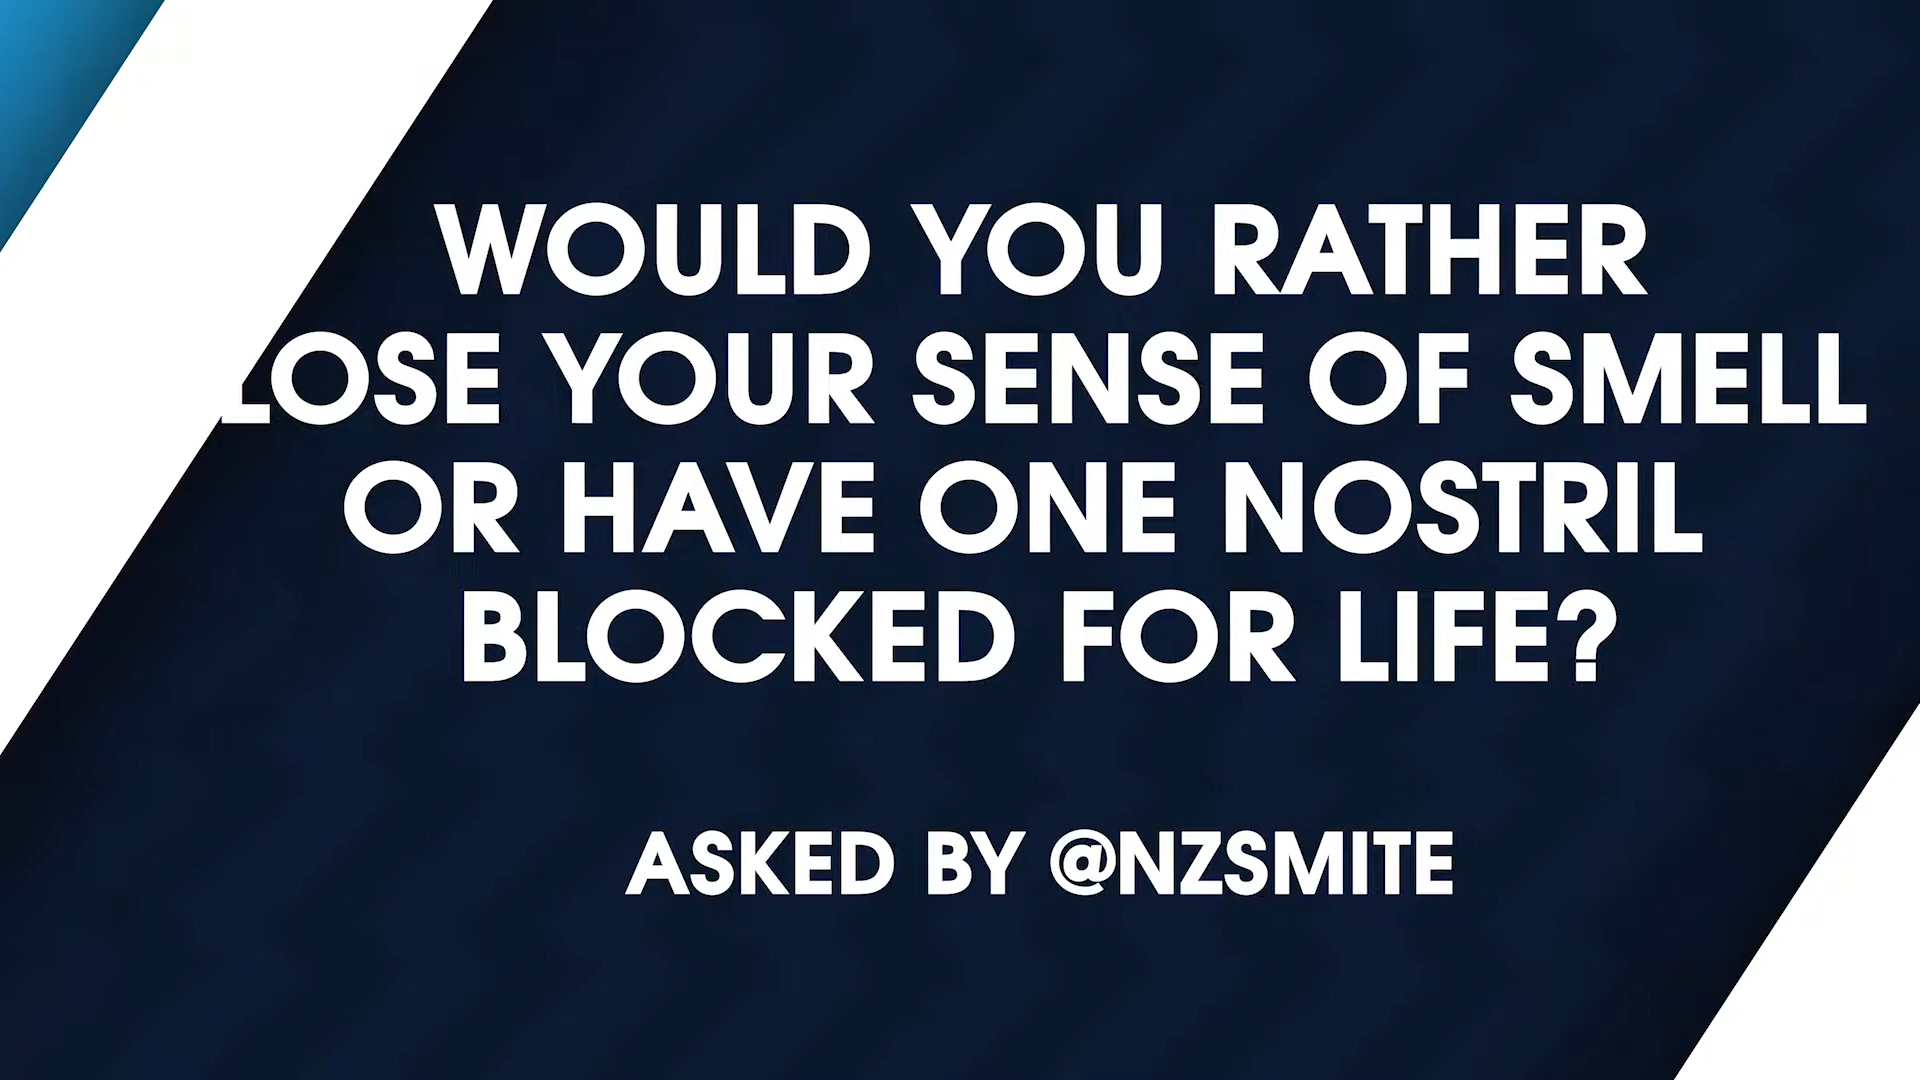 WOULD YOU RATHER
LOSE YOUR SENSE OF SMELL
OR HAVE ONE NOSTRIL
BLOCKED FOR LIFE?
ASKED BY @NZSMITE